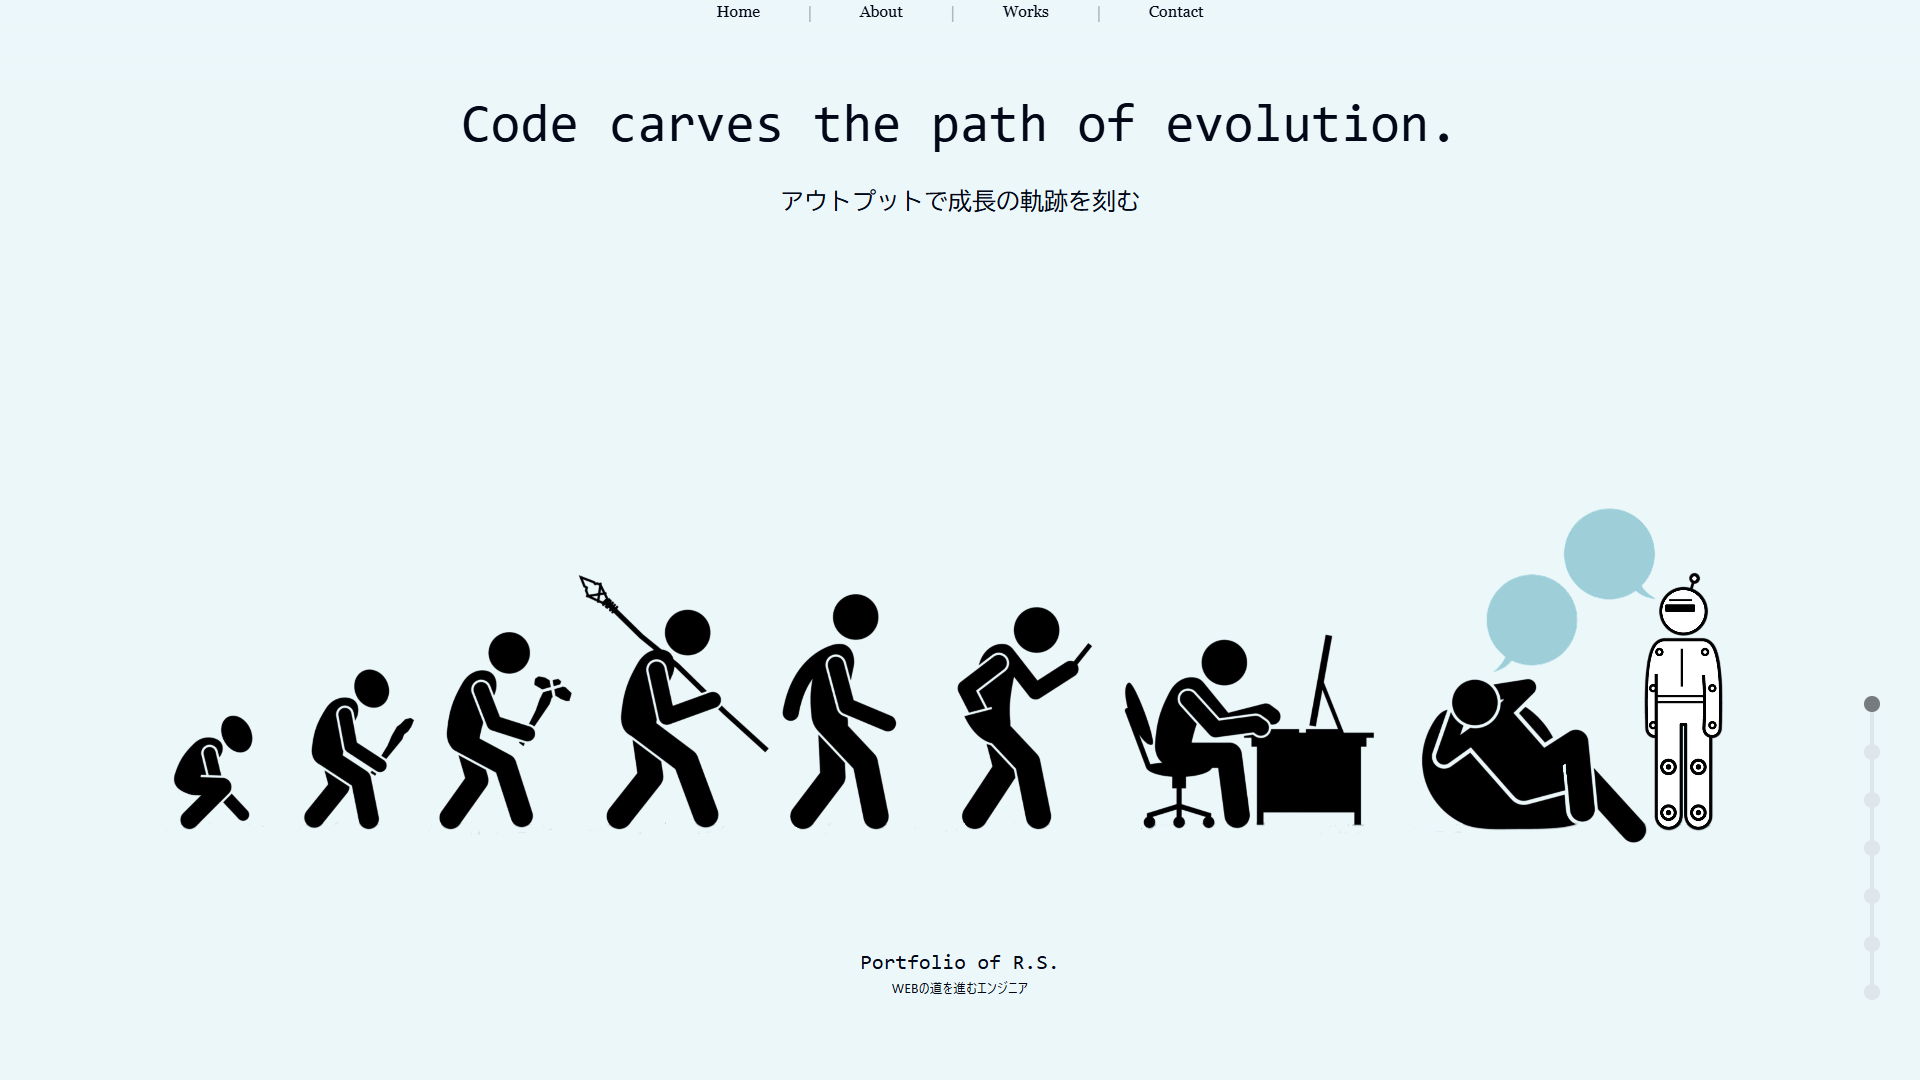 Home | About | Works | Contact
Code carves the path of evolution.
アウトプットで成長の軌跡を刻む
Portfolio of R.S.
WEBの道を進むエンジニア